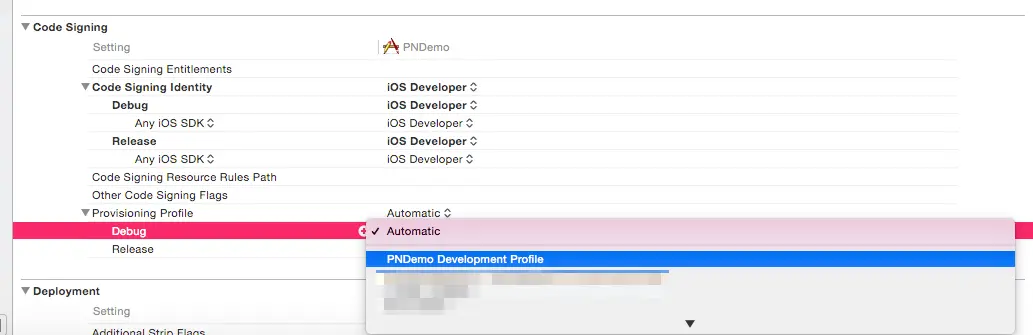 Code Signing
Setting PNDemo
Code Signing Entitlements
Code Signing Identity iOS Developer
Debug iOS Developer
Any iOS SDK iOS Developer
Release iOS Developer
Any iOS SDK iOS Developer
Code Signing Resource Rules Path
Other Code Signing Flags
Provisioning Profile Automatic
Debug Automatic
PNDemo Development Profile
Release
Deployment
Setting
Additional Strip Flags